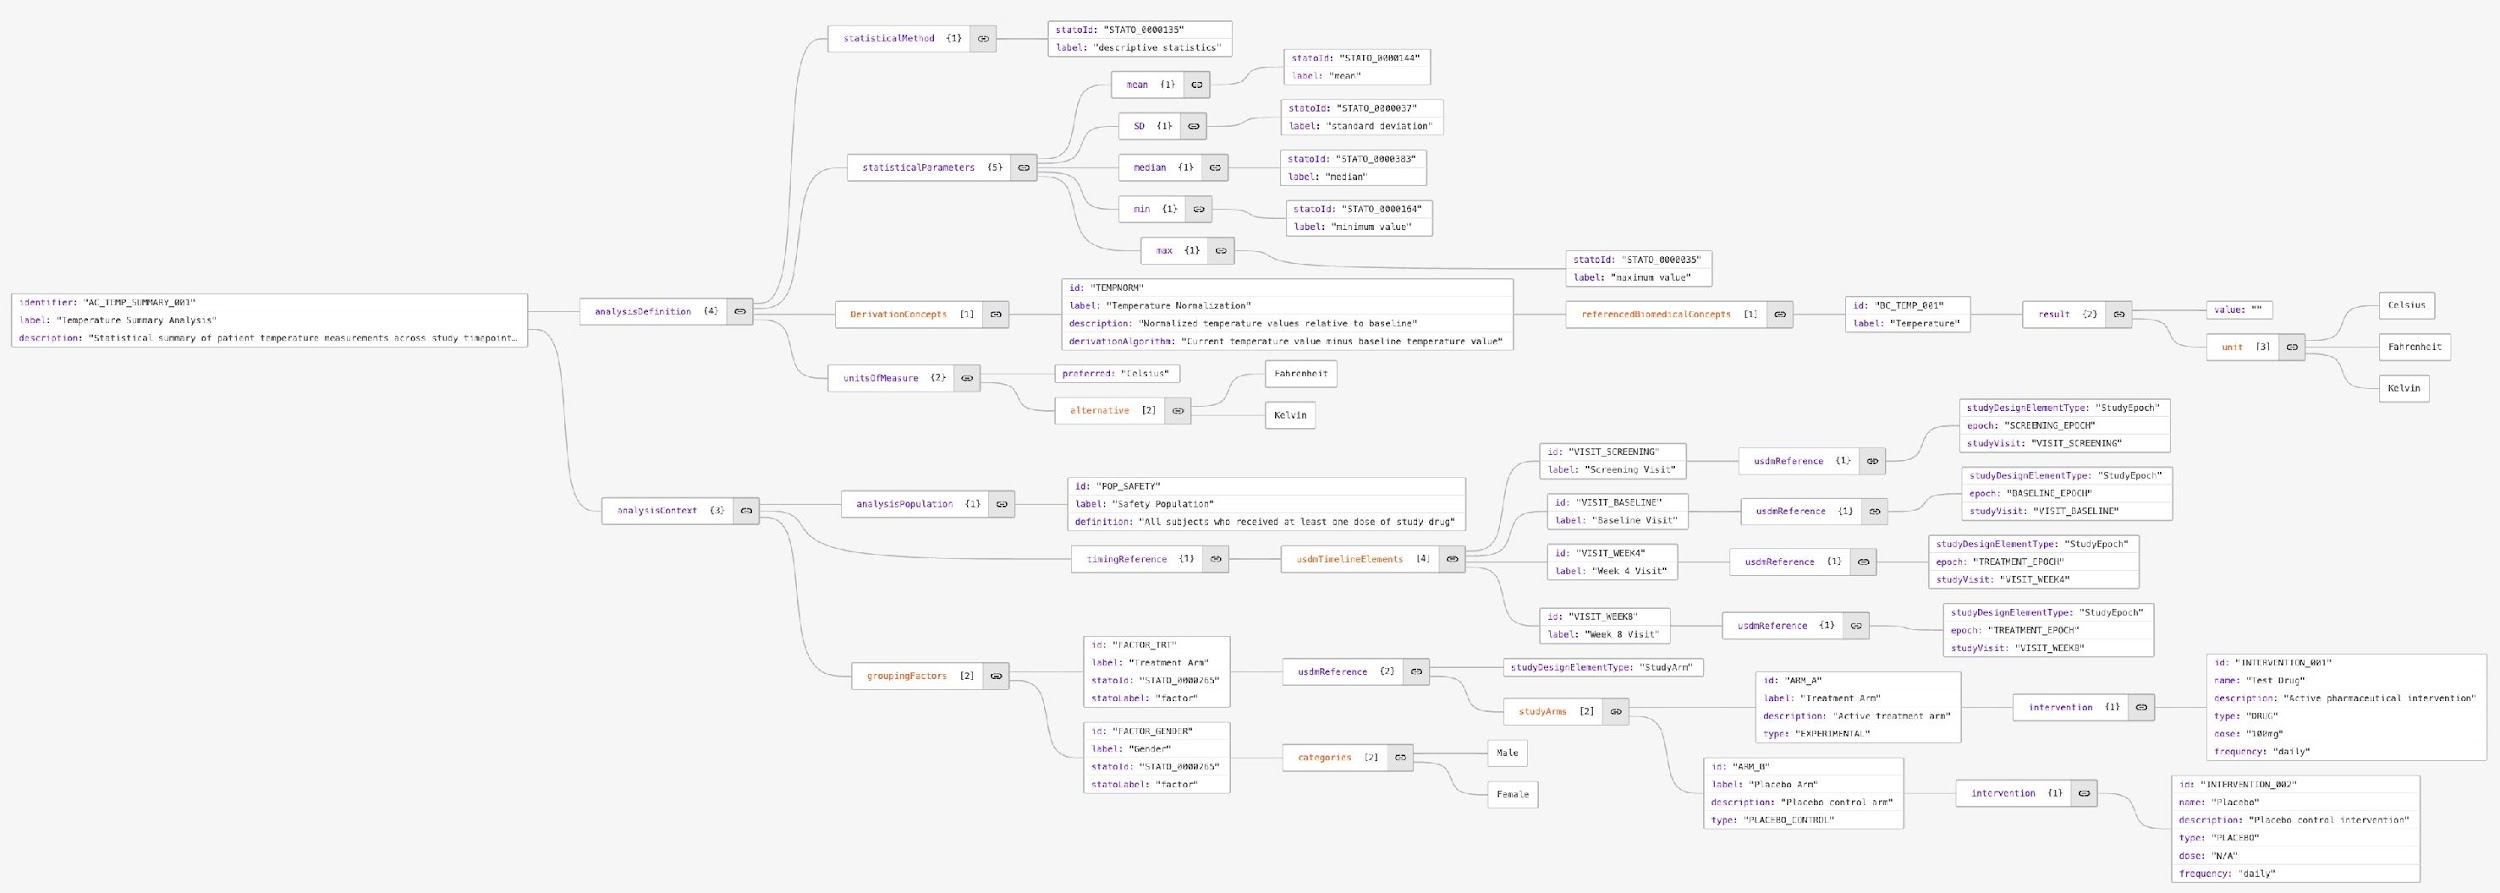 identifier: "AC_TEMP_SUMMARY_001"
label: "Temperature Summary Analysis"
description: "Statistical summary of patient temperature measurements across study timepoint…
analysisDefinition {4}
statisticalMethod {1}
statoId: "STATO_0000135"
label: "descriptive statistics"
statisticalParameters {5}
mean {1}
statoId: "STATO_0000144"
label: "mean"
SD {1}
statoId: "STATO_0000037"
label: "standard deviation"
median {1}
statoId: "STATO_0000383"
label: "median"
min {1}
statoId: "STATO_0000164"
label: "minimum value"
max {1}
statoId: "STATO_0000035"
label: "maximum value"
DerivationConcepts [1]
id: "TEMPNORM"
label: "Temperature Normalization"
description: "Normalized temperature values relative to baseline"
derivationAlgorithm: "Current temperature value minus baseline temperature value"
referencedBiomedicalConcepts [1]
id: "BC_TEMP_001"
label: "Temperature"
result {2}
value: ""
unit [3]
Celsius
Fahrenheit
Kelvin
unitsOfMeasure {2}
preferred: "Celsius"
alternative [2]
Fahrenheit
Kelvin
analysisContext {3}
analysisPopulation {1}
id: "POP_SAFETY"
label: "Safety Population"
definition: "All subjects who received at least one dose of study drug"
timingReference {1}
usdmTimelineElements [4]
id: "VISIT_SCREENING"
label: "Screening Visit"
usdmReference {1}
studyDesignElementType: "StudyEpoch"
epoch: "SCREENING_EPOCH"
studyVisit: "VISIT_SCREENING"
id: "VISIT_BASELINE"
label: "Baseline Visit"
usdmReference {1}
studyDesignElementType: "StudyEpoch"
epoch: "BASELINE_EPOCH"
studyVisit: "VISIT_BASELINE"
id: "VISIT_WEEK4"
label: "Week 4 Visit"
usdmReference {1}
studyDesignElementType: "StudyEpoch"
epoch: "TREATMENT_EPOCH"
studyVisit: "VISIT_WEEK4"
id: "VISIT_WEEK8"
label: "Week 8 Visit"
usdmReference {1}
studyDesignElementType: "StudyEpoch"
epoch: "TREATMENT_EPOCH"
studyVisit: "VISIT_WEEK8"
groupingFactors [2]
id: "FACTOR_TRT"
label: "Treatment Arm"
statoId: "STATO_0000265"
statoLabel: "factor"
usdmReference {2}
studyDesignElementType: "StudyArm"
studyArms [2]
id: "ARM_A"
label: "Treatment Arm"
description: "Active treatment arm"
type: "EXPERIMENTAL"
intervention {1}
id: "INTERVENTION_001"
name: "Test Drug"
description: "Active pharmaceutical intervention"
type: "DRUG"
dose: "100mg"
frequency: "daily"
id: "ARM_B"
label: "Placebo Arm"
description: "Placebo control arm"
type: "PLACEBO_CONTROL"
intervention {1}
id: "INTERVENTION_002"
name: "Placebo"
description: "Placebo control intervention"
type: "PLACEBO"
dose: "N/A"
frequency: "daily"
id: "FACTOR_GENDER"
label: "Gender"
statoId: "STATO_0000265"
statoLabel: "factor"
categories [2]
Male
Female